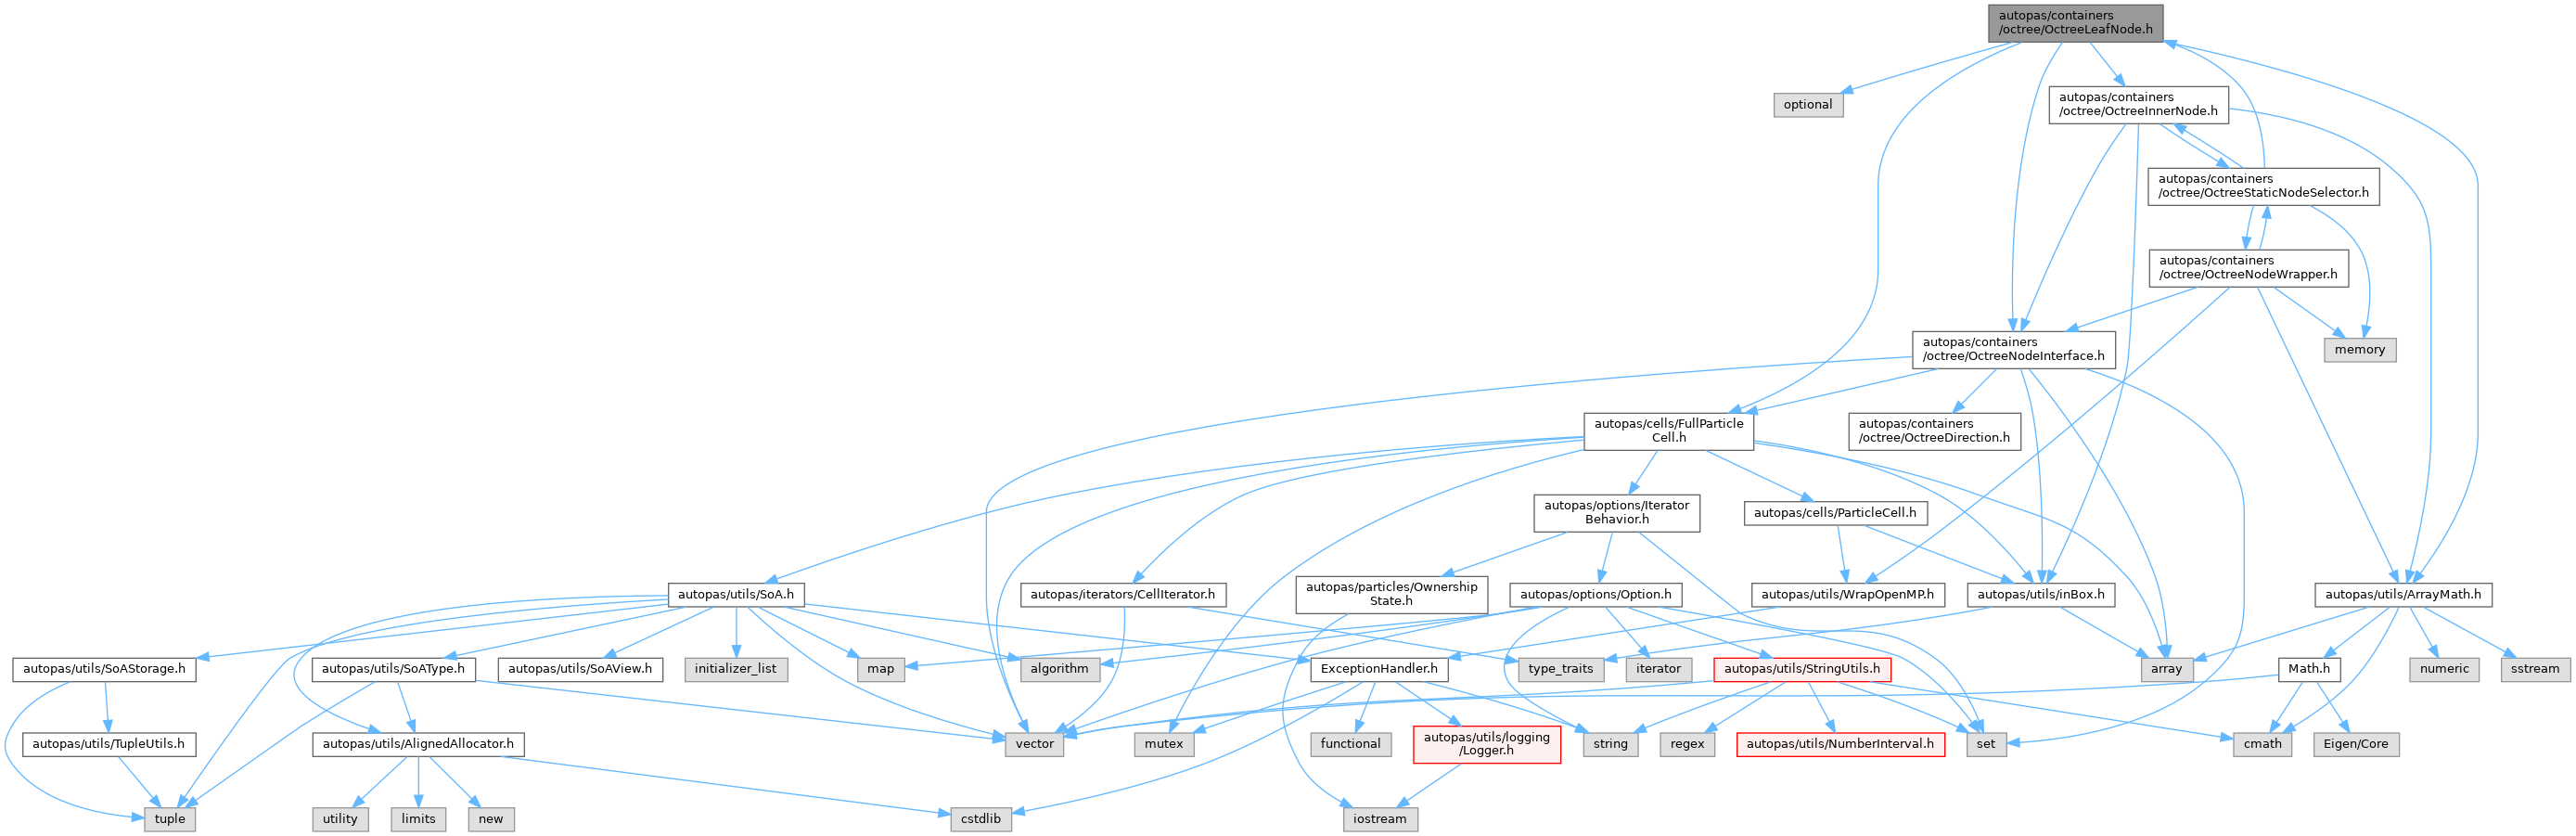 autopas/containers
/octree/OctreeLeafNode.h
optional
autopas/containers
/octree/OctreeInnerNode.h
autopas/containers
/octree/OctreeStaticNodeSelector.h
autopas/containers
/octree/OctreeNodeWrapper.h
autopas/containers
/octree/OctreeNodeInterface.h
memory
autopas/cells/FullParticle
Cell.h
autopas/containers
/octree/OctreeDirection.h
autopas/options/Iterator
Behavior.h
autopas/cells/ParticleCell.h
autopas/utils/SoA.h
autopas/iterators/CellIterator.h
autopas/particles/Ownership
State.h
autopas/options/Option.h
autopas/utils/WrapOpenMP.h
autopas/utils/inBox.h
autopas/utils/ArrayMath.h
autopas/utils/SoAStorage.h
autopas/utils/SoAType.h
autopas/utils/SoAView.h
initializer_list
map
algorithm
ExceptionHandler.h
type_traits
iterator
autopas/utils/StringUtils.h
array
Math.h
numeric
sstream
autopas/utils/TupleUtils.h
autopas/utils/AlignedAllocator.h
vector
mutex
functional
autopas/utils/logging
/Logger.h
string
regex
autopas/utils/NumberInterval.h
set
cmath
Eigen/Core
tuple
utility
limits
new
cstdlib
iostream